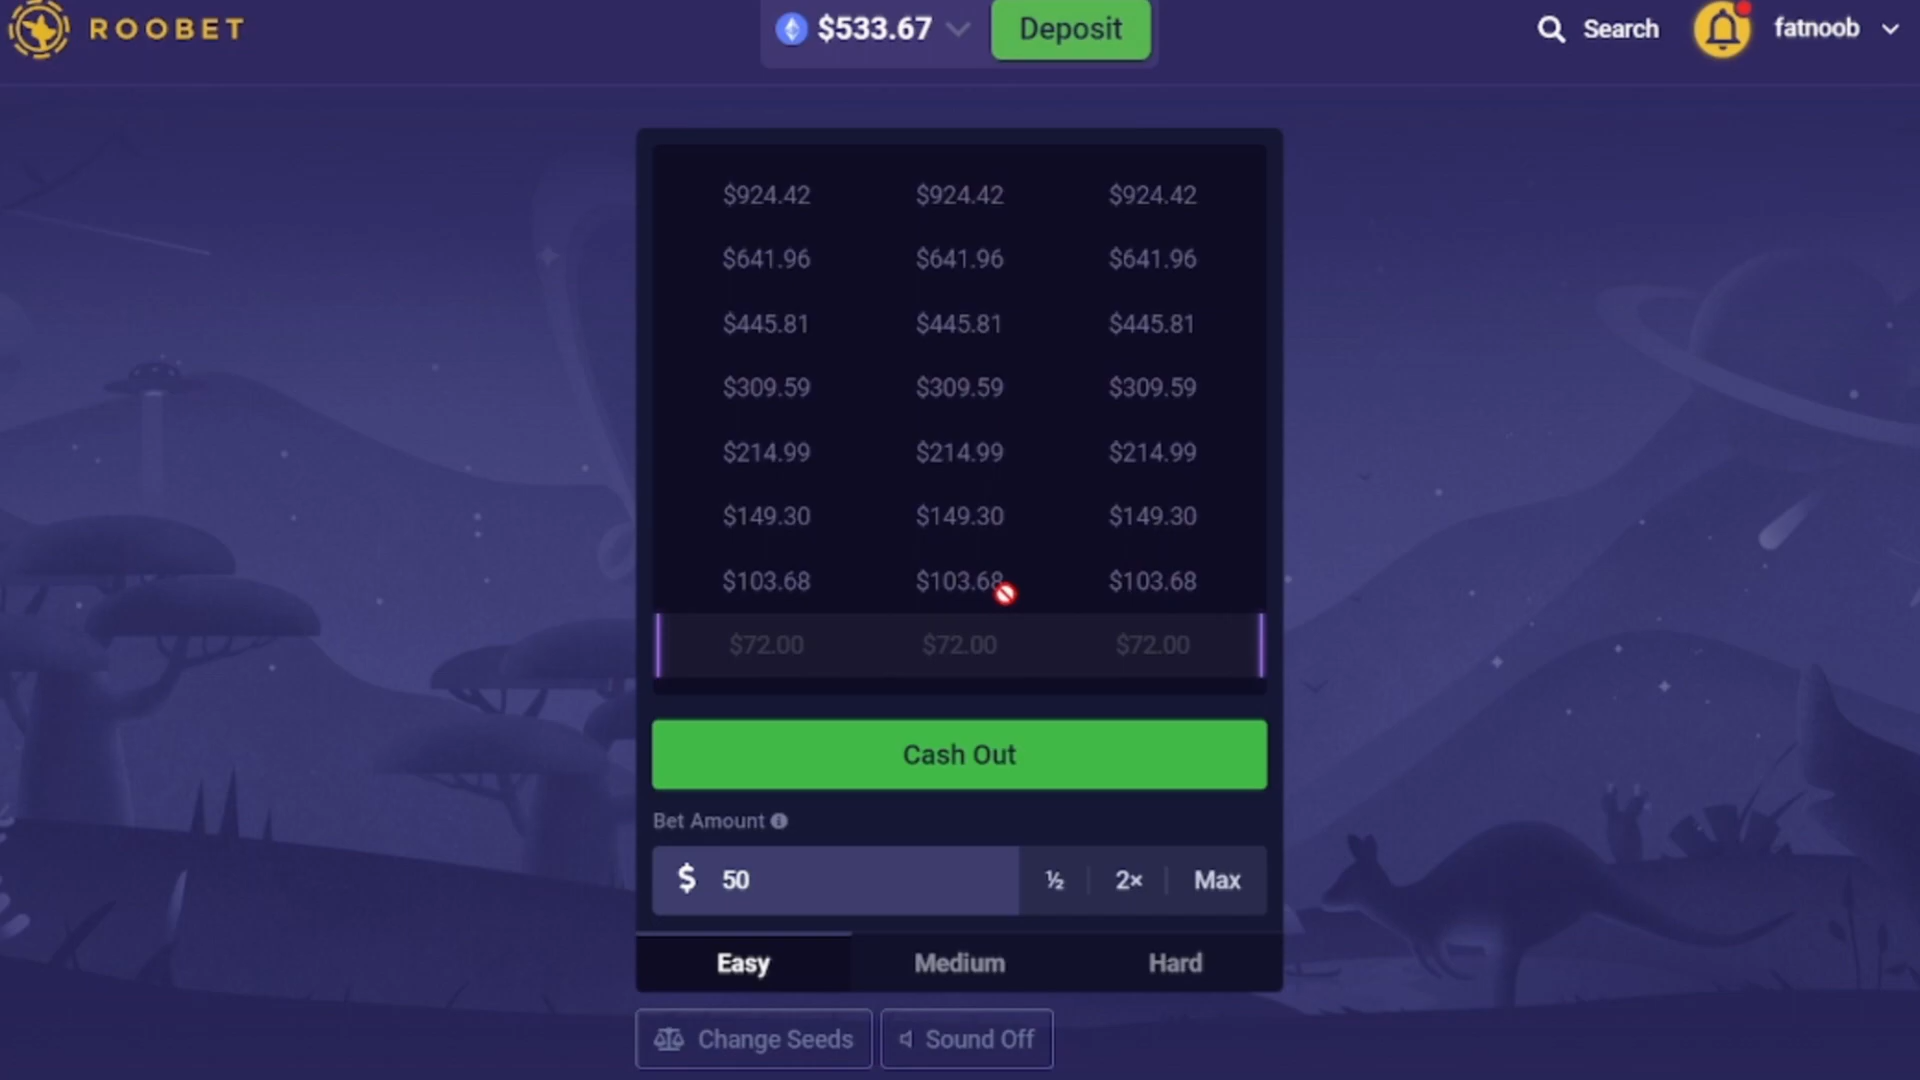 ROOBET
$533.67
Deposit
Search
fatnoob
$924.42 $924.42 $924.42
$641.96 $641.96 $641.96
$445.81 $445.81 $445.81
$309.59 $309.59 $309.59
$214.99 $214.99 $214.99
$149.30 $149.30 $149.30
$103.68 $103.68 $103.68
$72.00 $72.00 $72.00
Cash Out
Bet Amount
$ 50 ½ 2× Max
Easy Medium Hard
Change Seeds Sound Off